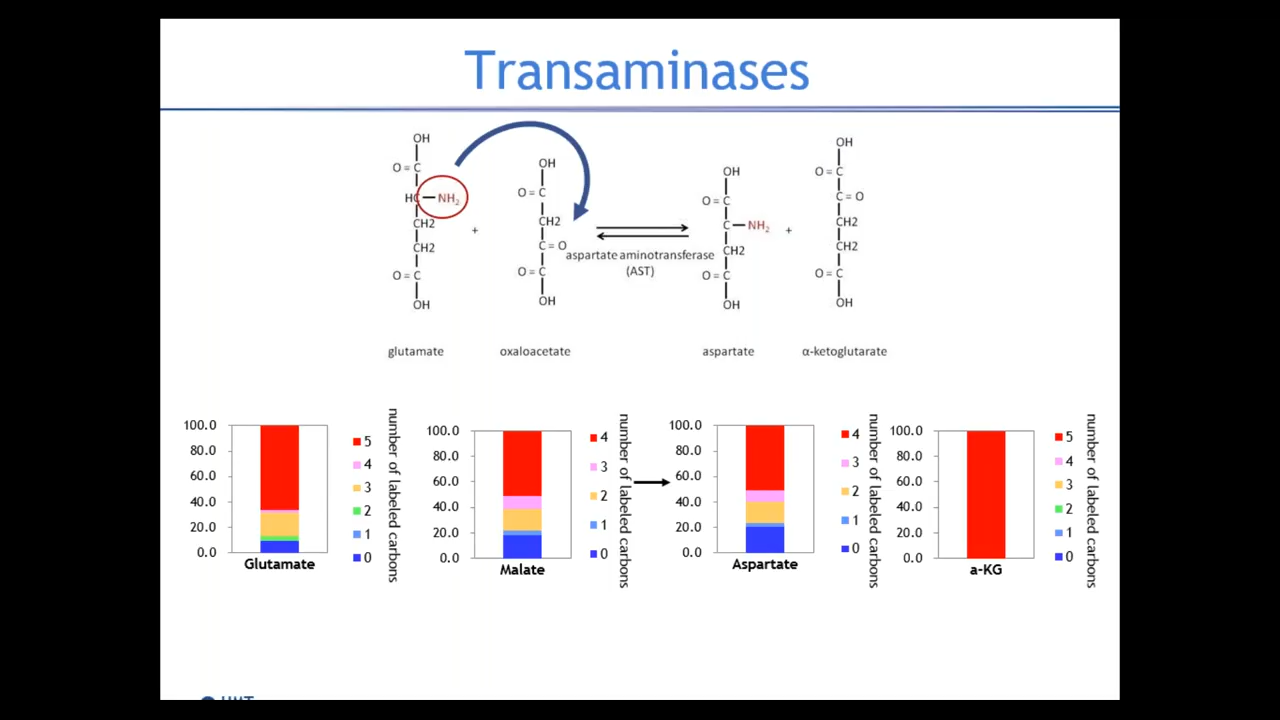 Transaminases
OH
O = C
HC — NH2
CH2
CH2
O = C
OH
glutamate
+
OH
O = C
CH2
C = O
O = C
OH
oxaloacetate
aspartate aminotransferase
(AST)
OH
O = C
C — NH2
CH2
O = C
OH
aspartate
+
OH
O = C
C = O
CH2
CH2
O = C
OH
α-ketoglutarate
100.0
80.0
60.0
40.0
20.0
0.0
Glutamate
5
4
3
2
1
0
number of labeled carbons
100.0
80.0
60.0
40.0
20.0
0.0
Malate
4
3
2
1
0
number of labeled carbons
100.0
80.0
60.0
40.0
20.0
0.0
Aspartate
4
3
2
1
0
number of labeled carbons
100.0
80.0
60.0
40.0
20.0
0.0
a-KG
5
4
3
2
1
0
number of labeled carbons